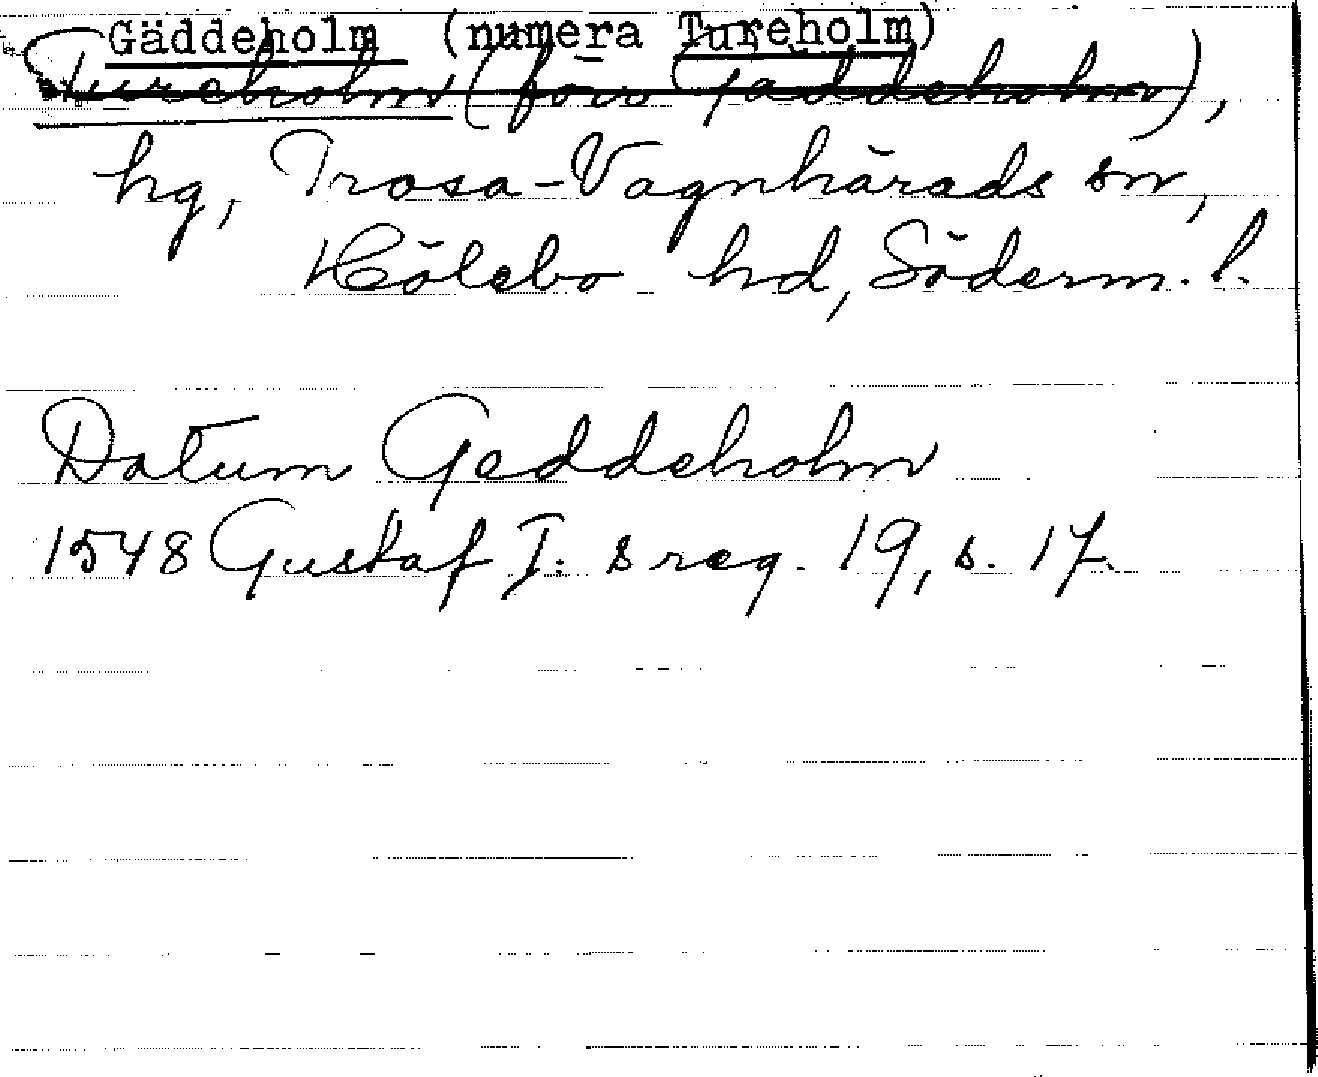 Gäddeholm (numera Tureholm)
Tureholm (förr Gäddeholm),
hg, Trosa-Vagnhärads sn,
Hölebo hd, Söderm. l.
Datum Geddeholm
1548 Gustaf I:s reg. 19, s. 17.